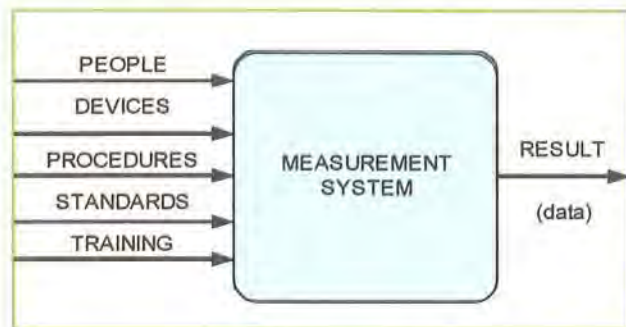 PEOPLE
DEVICES
PROCEDURES
STANDARDS
TRAINING
MEASUREMENT
SYSTEM
RESULT
(data)